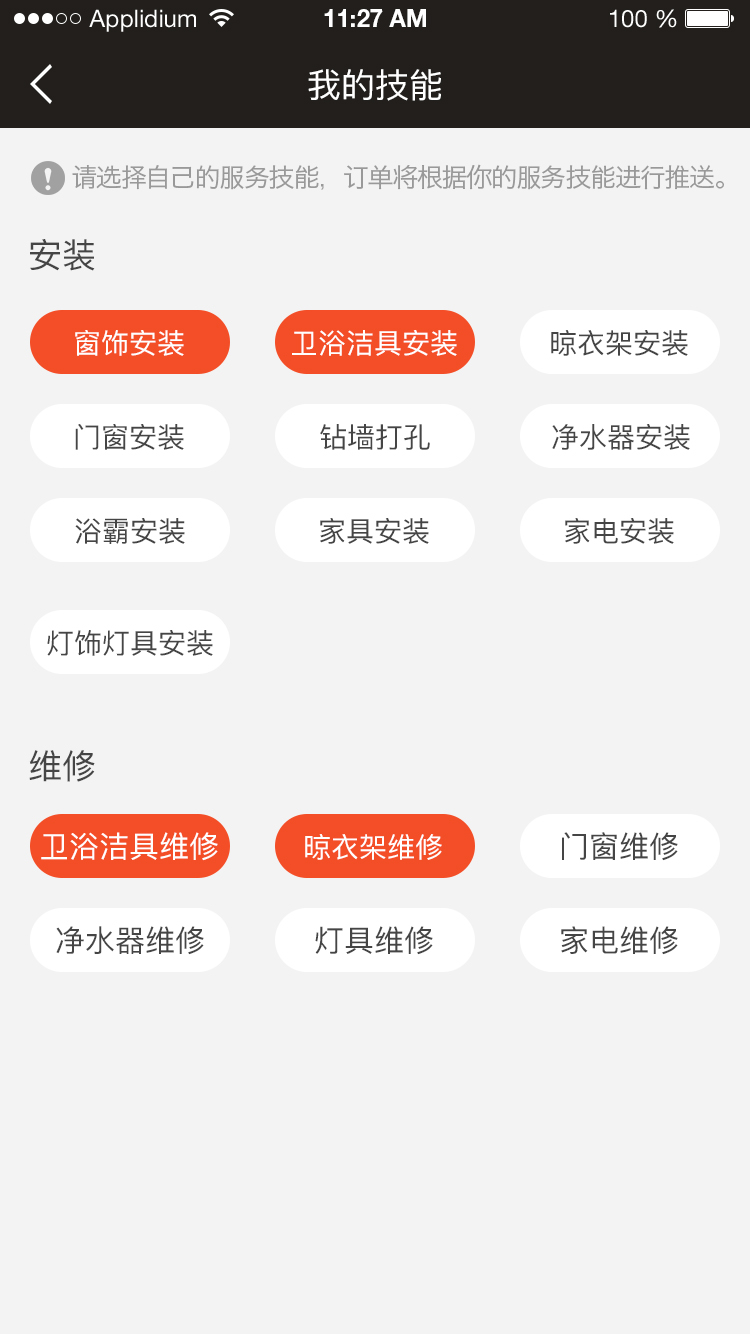 Applidium 11:27 AM 100 %
我的技能
请选择自己的服务技能，订单将根据你的服务技能进行推送。
安装
窗饰安装 卫浴洁具安装 晾衣架安装
门窗安装 钻墙打孔 净水器安装
浴霸安装 家具安装 家电安装
灯饰灯具安装
维修
卫浴洁具维修 晾衣架维修 门窗维修
净水器维修 灯具维修 家电维修